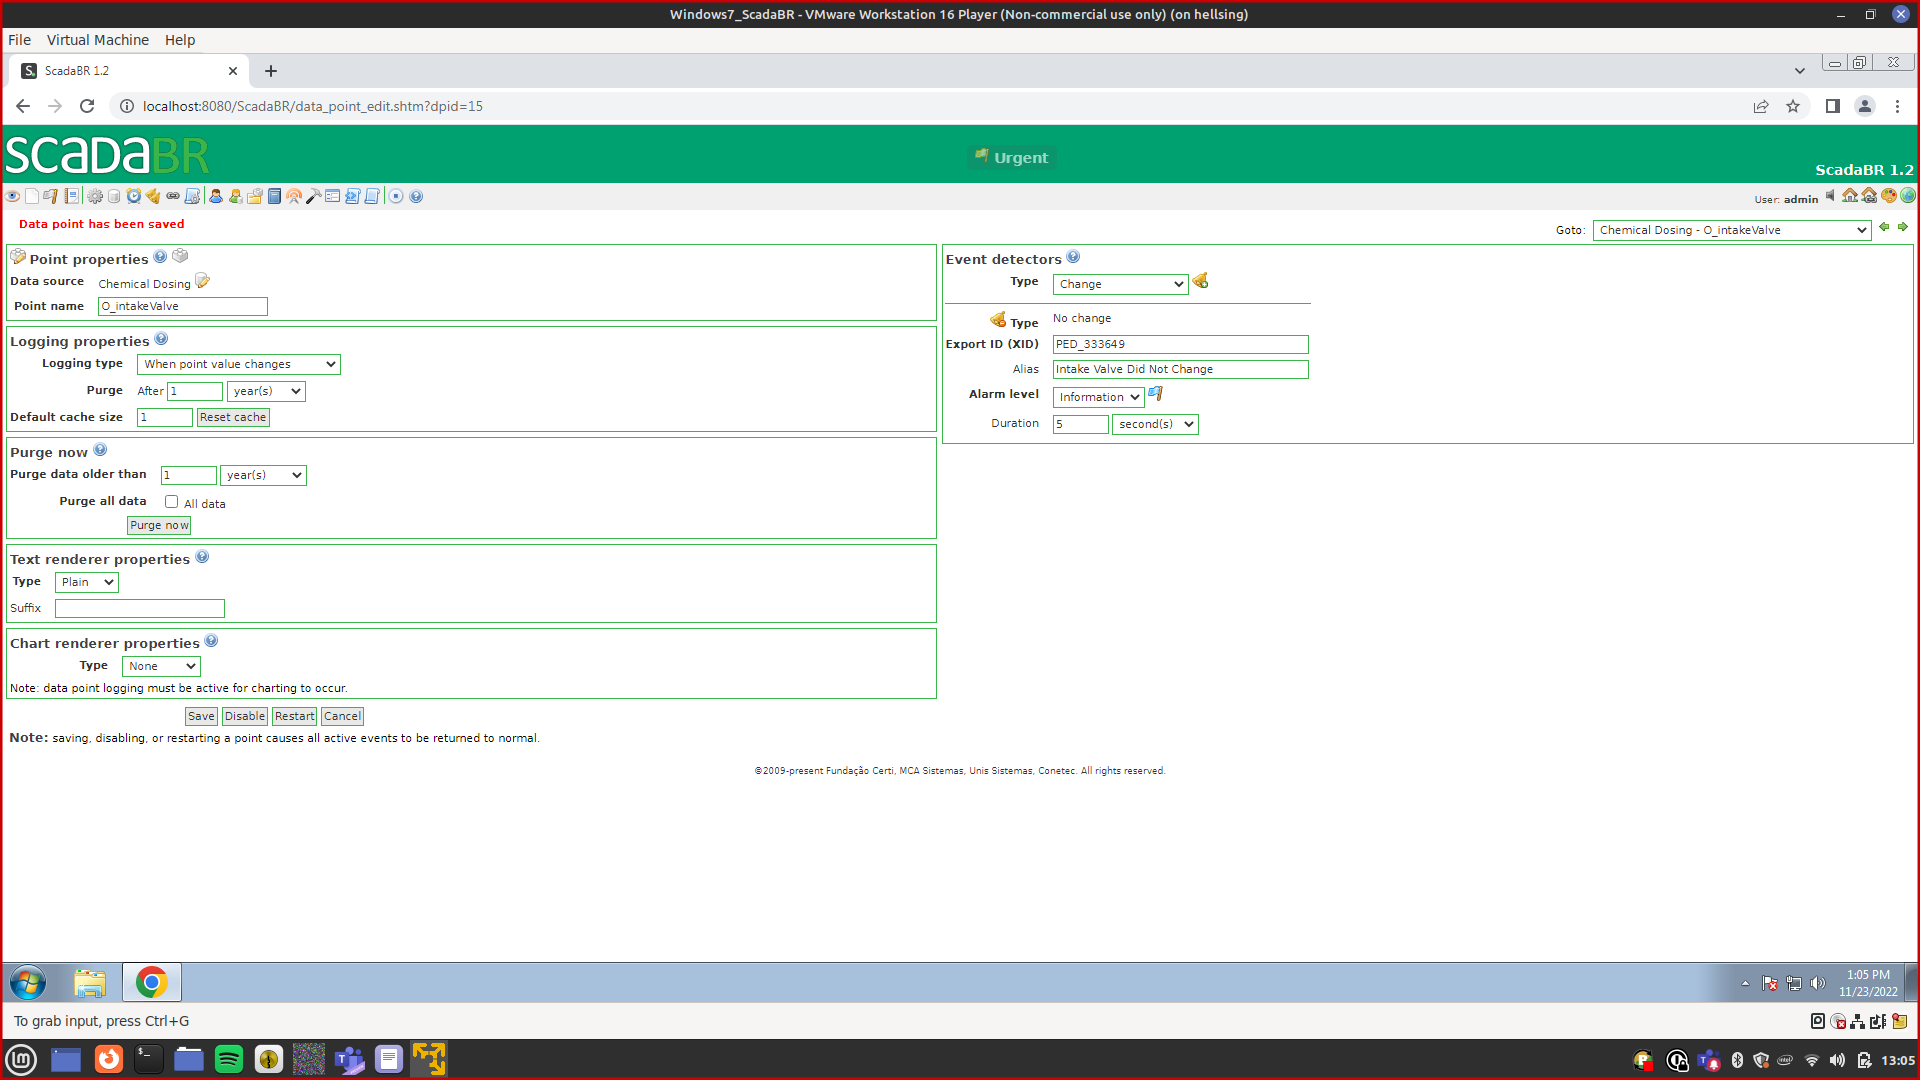 Windows7_ScadaBR - VMware Workstation 16 Player (Non-commercial use only) (on hellsing)
File Virtual Machine Help
ScadaBR 1.2
localhost:8080/ScadaBR/data_point_edit.shtm?dpid=15
SCADABR
Urgent
ScadaBR 1.2
User: admin
Data point has been saved
Goto: Chemical Dosing - O_intakeValve
Point properties
Data source Chemical Dosing
Point name O_intakeValve
Logging properties
Logging type When point value changes
Purge After 1 year(s)
Default cache size 1 Reset cache
Purge now
Purge data older than 1 year(s)
Purge all data All data
Purge now
Text renderer properties
Type Plain
Suffix
Chart renderer properties
Type None
Note: data point logging must be active for charting to occur.
Save Disable Restart Cancel
Note: saving, disabling, or restarting a point causes all active events to be returned to normal.
Event detectors
Type Change
Type No change
Export ID (XID) PED_333649
Alias Intake Valve Did Not Change
Alarm level Information
Duration 5 second(s)
©2009-present Fundação Certi, MCA Sistemas, Unis Sistemas, Conetec. All rights reserved.
1:05 PM
11/23/2022
To grab input, press Ctrl+G
13:05